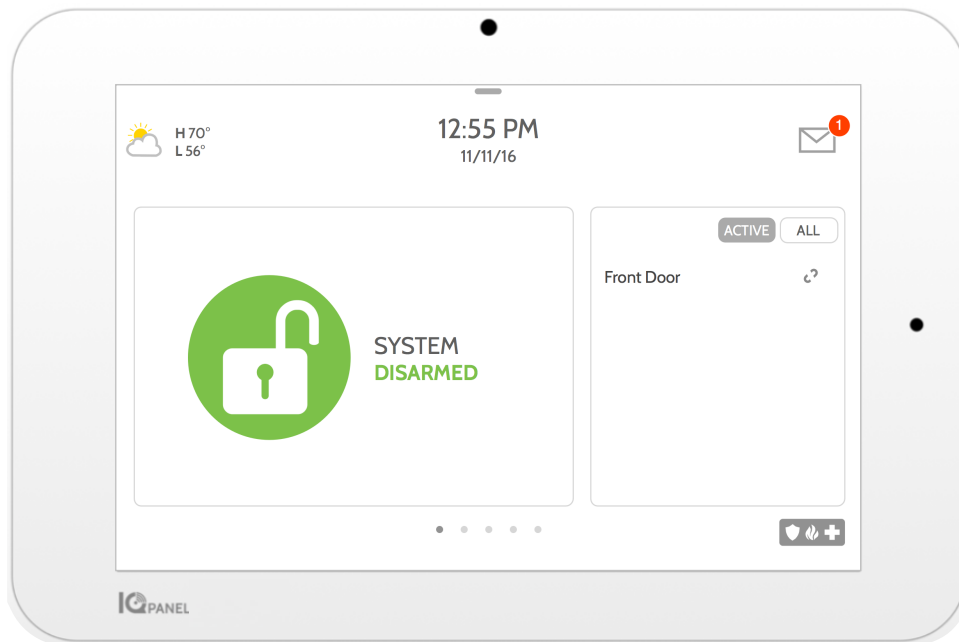 H 70°
L 56°
12:55 PM
11/11/16
1
ACTIVE
ALL
Front Door
SYSTEM
DISARMED
IQ PANEL